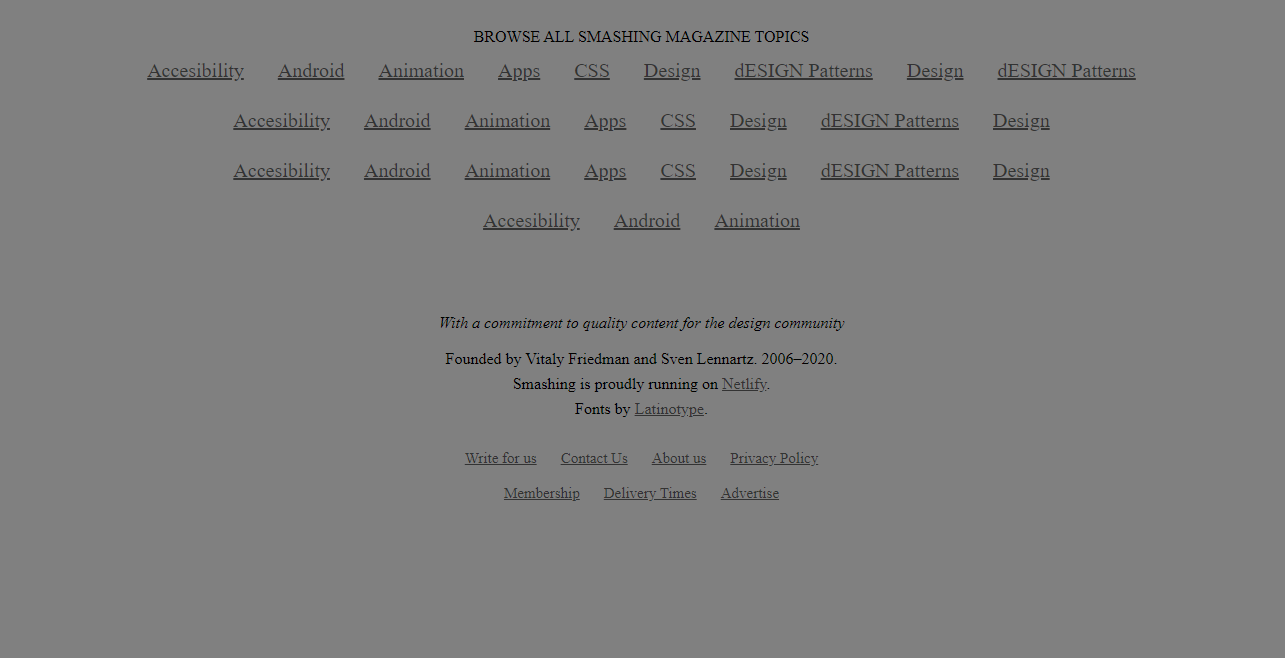 BROWSE ALL SMASHING MAGAZINE TOPICS
Accesibility Android Animation Apps CSS Design dESIGN Patterns Design dESIGN Patterns
Accesibility Android Animation Apps CSS Design dESIGN Patterns Design
Accesibility Android Animation Apps CSS Design dESIGN Patterns Design
Accesibility Android Animation
With a commitment to quality content for the design community
Founded by Vitaly Friedman and Sven Lennartz. 2006–2020.
Smashing is proudly running on Netlify.
Fonts by Latinotype.
Write for us Contact Us About us Privacy Policy
Membership Delivery Times Advertise